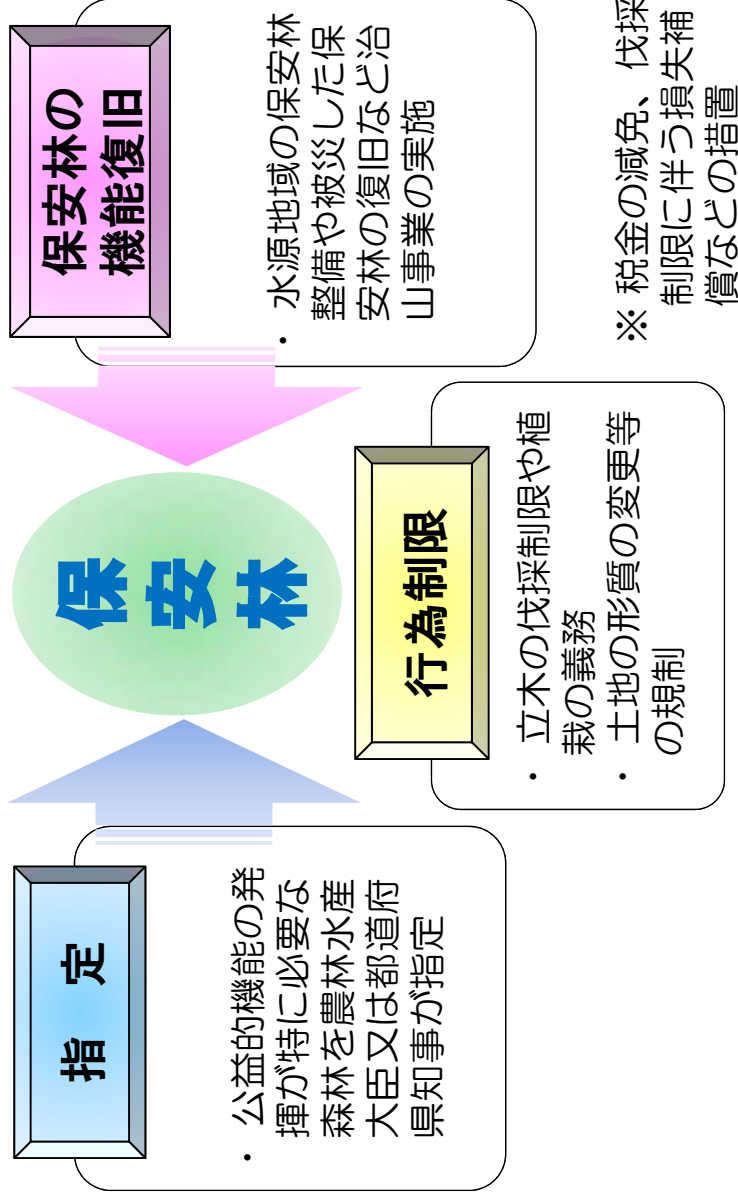 指　定
・ 公益的機能の発
揮が特に必要な
森林を農林水産
大臣又は都道府
県知事が指定
保
安
林
行為制限
・ 立木の伐採制限や植
栽の義務
・ 土地の形質の変更等
の規制
保安林の
機能復旧
・ 水源地域の保安林
整備や被災した保
安林の復旧など治
山事業の実施
※ 税金の減免、伐採
制限に伴う損失補
償などの措置